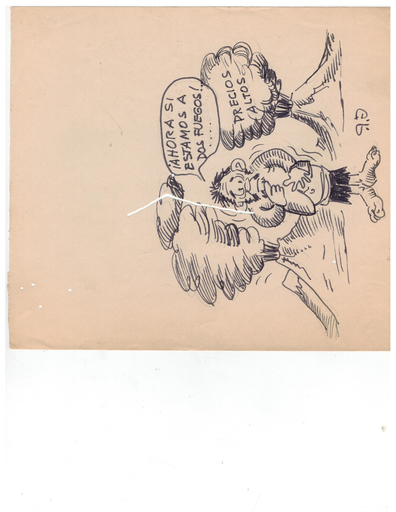 ¡AHORA SI
ESTAMOS A
DOS FUEGOS!
....
PRECIOS
ALTOS